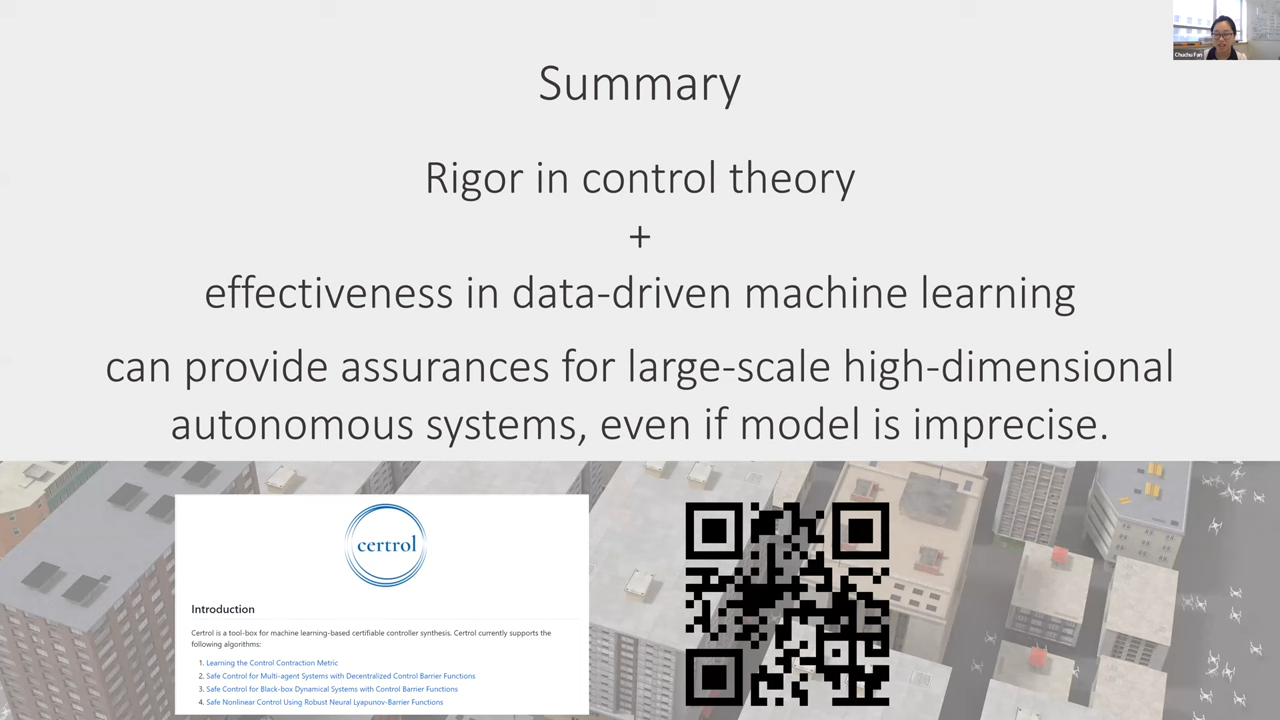 Chuchu Fan
Summary
Rigor in control theory
+
effectiveness in data-driven machine learning
can provide assurances for large-scale high-dimensional
autonomous systems, even if model is imprecise.
certrol
Introduction
Certrol is a tool-box for machine learning-based certifiable controller synthesis. Certrol currently supports the
following algorithms:
1. Learning the Control Contraction Metric
2. Safe Control for Multi-agent Systems with Decentralized Control Barrier Functions
3. Safe Control for Black-box Dynamical Systems with Control Barrier Functions
4. Safe Nonlinear Control Using Robust Neural Lyapunov-Barrier Functions